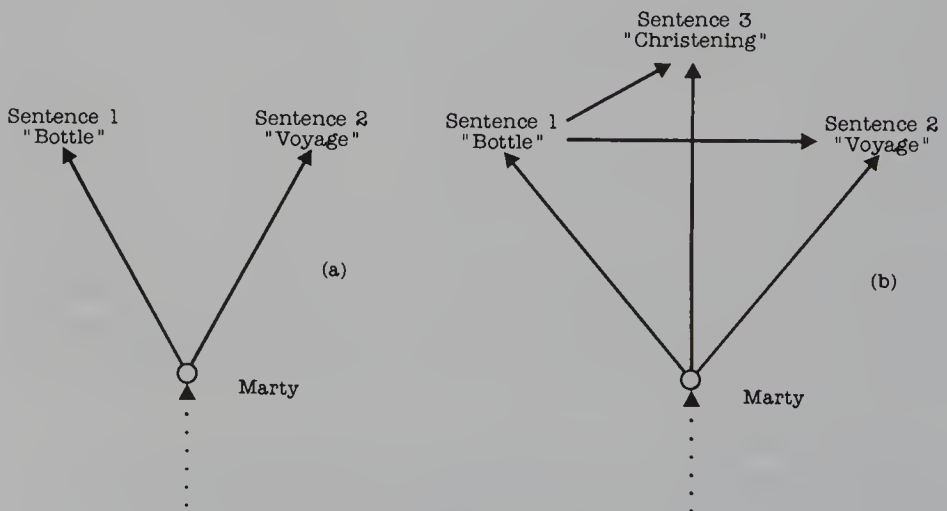 Sentence 1
"Bottle"
Sentence 2
"Voyage"
(a)
Marty
Sentence 3
"Christening"
Sentence 1
"Bottle"
Sentence 2
"Voyage"
(b)
Marty